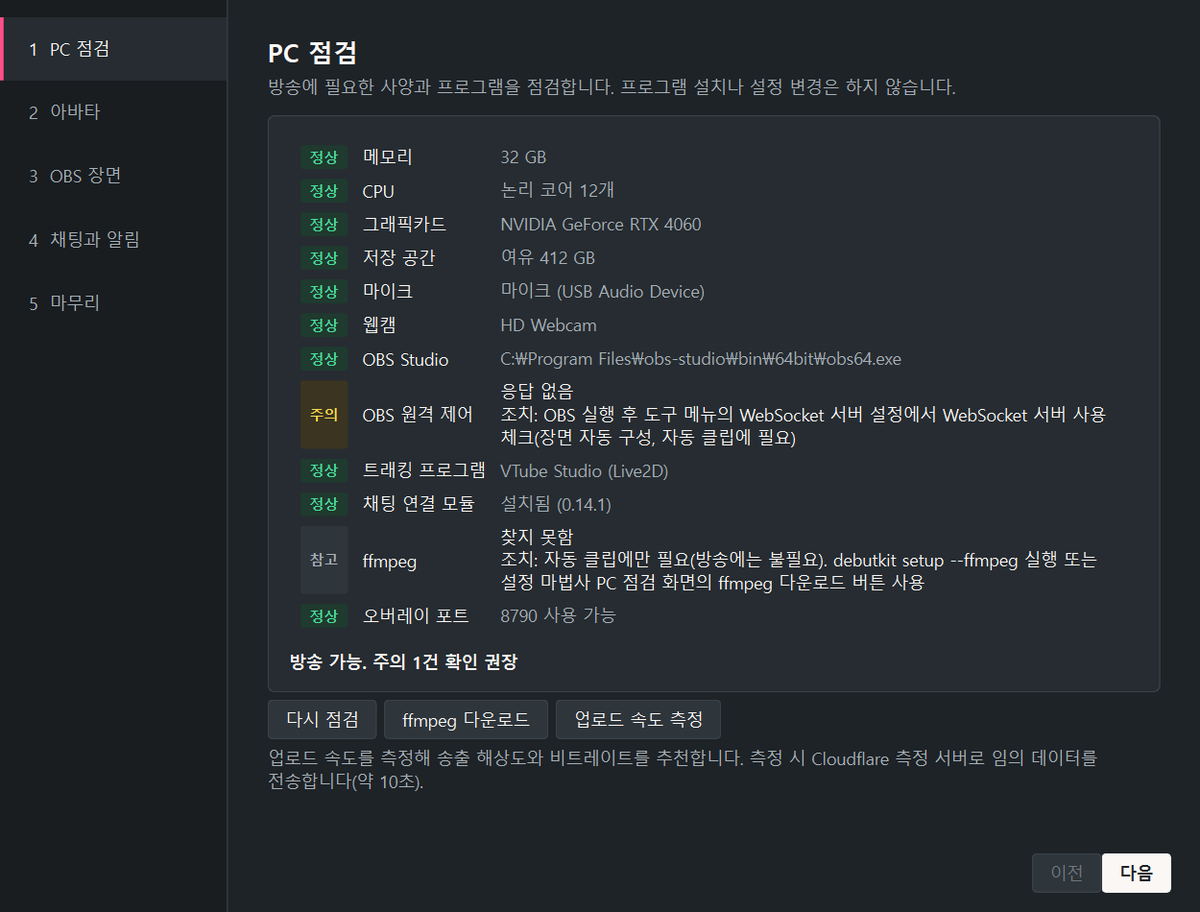 1 PC 점검
2 아바타
3 OBS 장면
4 채팅과 알림
5 마무리
PC 점검
방송에 필요한 사양과 프로그램을 점검합니다. 프로그램 설치나 설정 변경은 하지 않습니다.
정상 메모리 32 GB
정상 CPU 논리 코어 12개
정상 그래픽카드 NVIDIA GeForce RTX 4060
정상 저장 공간 여유 412 GB
정상 마이크 마이크 (USB Audio Device)
정상 웹캠 HD Webcam
정상 OBS Studio C:₩Program Files₩obs-studio₩bin₩64bit₩obs64.exe
주의 OBS 원격 제어 응답 없음
조치: OBS 실행 후 도구 메뉴의 WebSocket 서버 설정에서 WebSocket 서버 사용
체크(장면 자동 구성, 자동 클립에 필요)
정상 트래킹 프로그램 VTube Studio (Live2D)
정상 채팅 연결 모듈 설치됨 (0.14.1)
참고 ffmpeg 찾지 못함
조치: 자동 클립에만 필요(방송에는 불필요). debutkit setup --ffmpeg 실행 또는
설정 마법사 PC 점검 화면의 ffmpeg 다운로드 버튼 사용
정상 오버레이 포트 8790 사용 가능
방송 가능. 주의 1건 확인 권장
다시 점검 ffmpeg 다운로드 업로드 속도 측정
업로드 속도를 측정해 송출 해상도와 비트레이트를 추천합니다. 측정 시 Cloudflare 측정 서버로 임의 데이터를
전송합니다(약 10초).
이전 다음